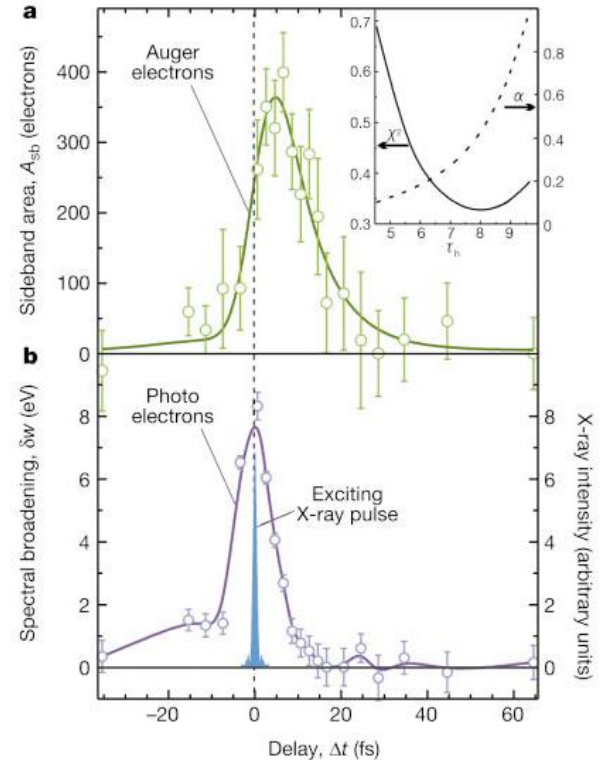 a
Sideband area, A_sb (electrons)
400
300
200
100
0
Auger
electrons
0.7
0.6
0.5
0.4
0.3
χ²
α
0.8
0.6
0.4
0.2
0
5 6 7 8 9
τ_h
b
Spectral broadening, δw (eV)
8
6
4
2
0
Photo
electrons
Exciting
X-ray pulse
8
6
4
2
0
X-ray intensity (arbitrary units)
−20 0 20 40 60
Delay, Δt (fs)